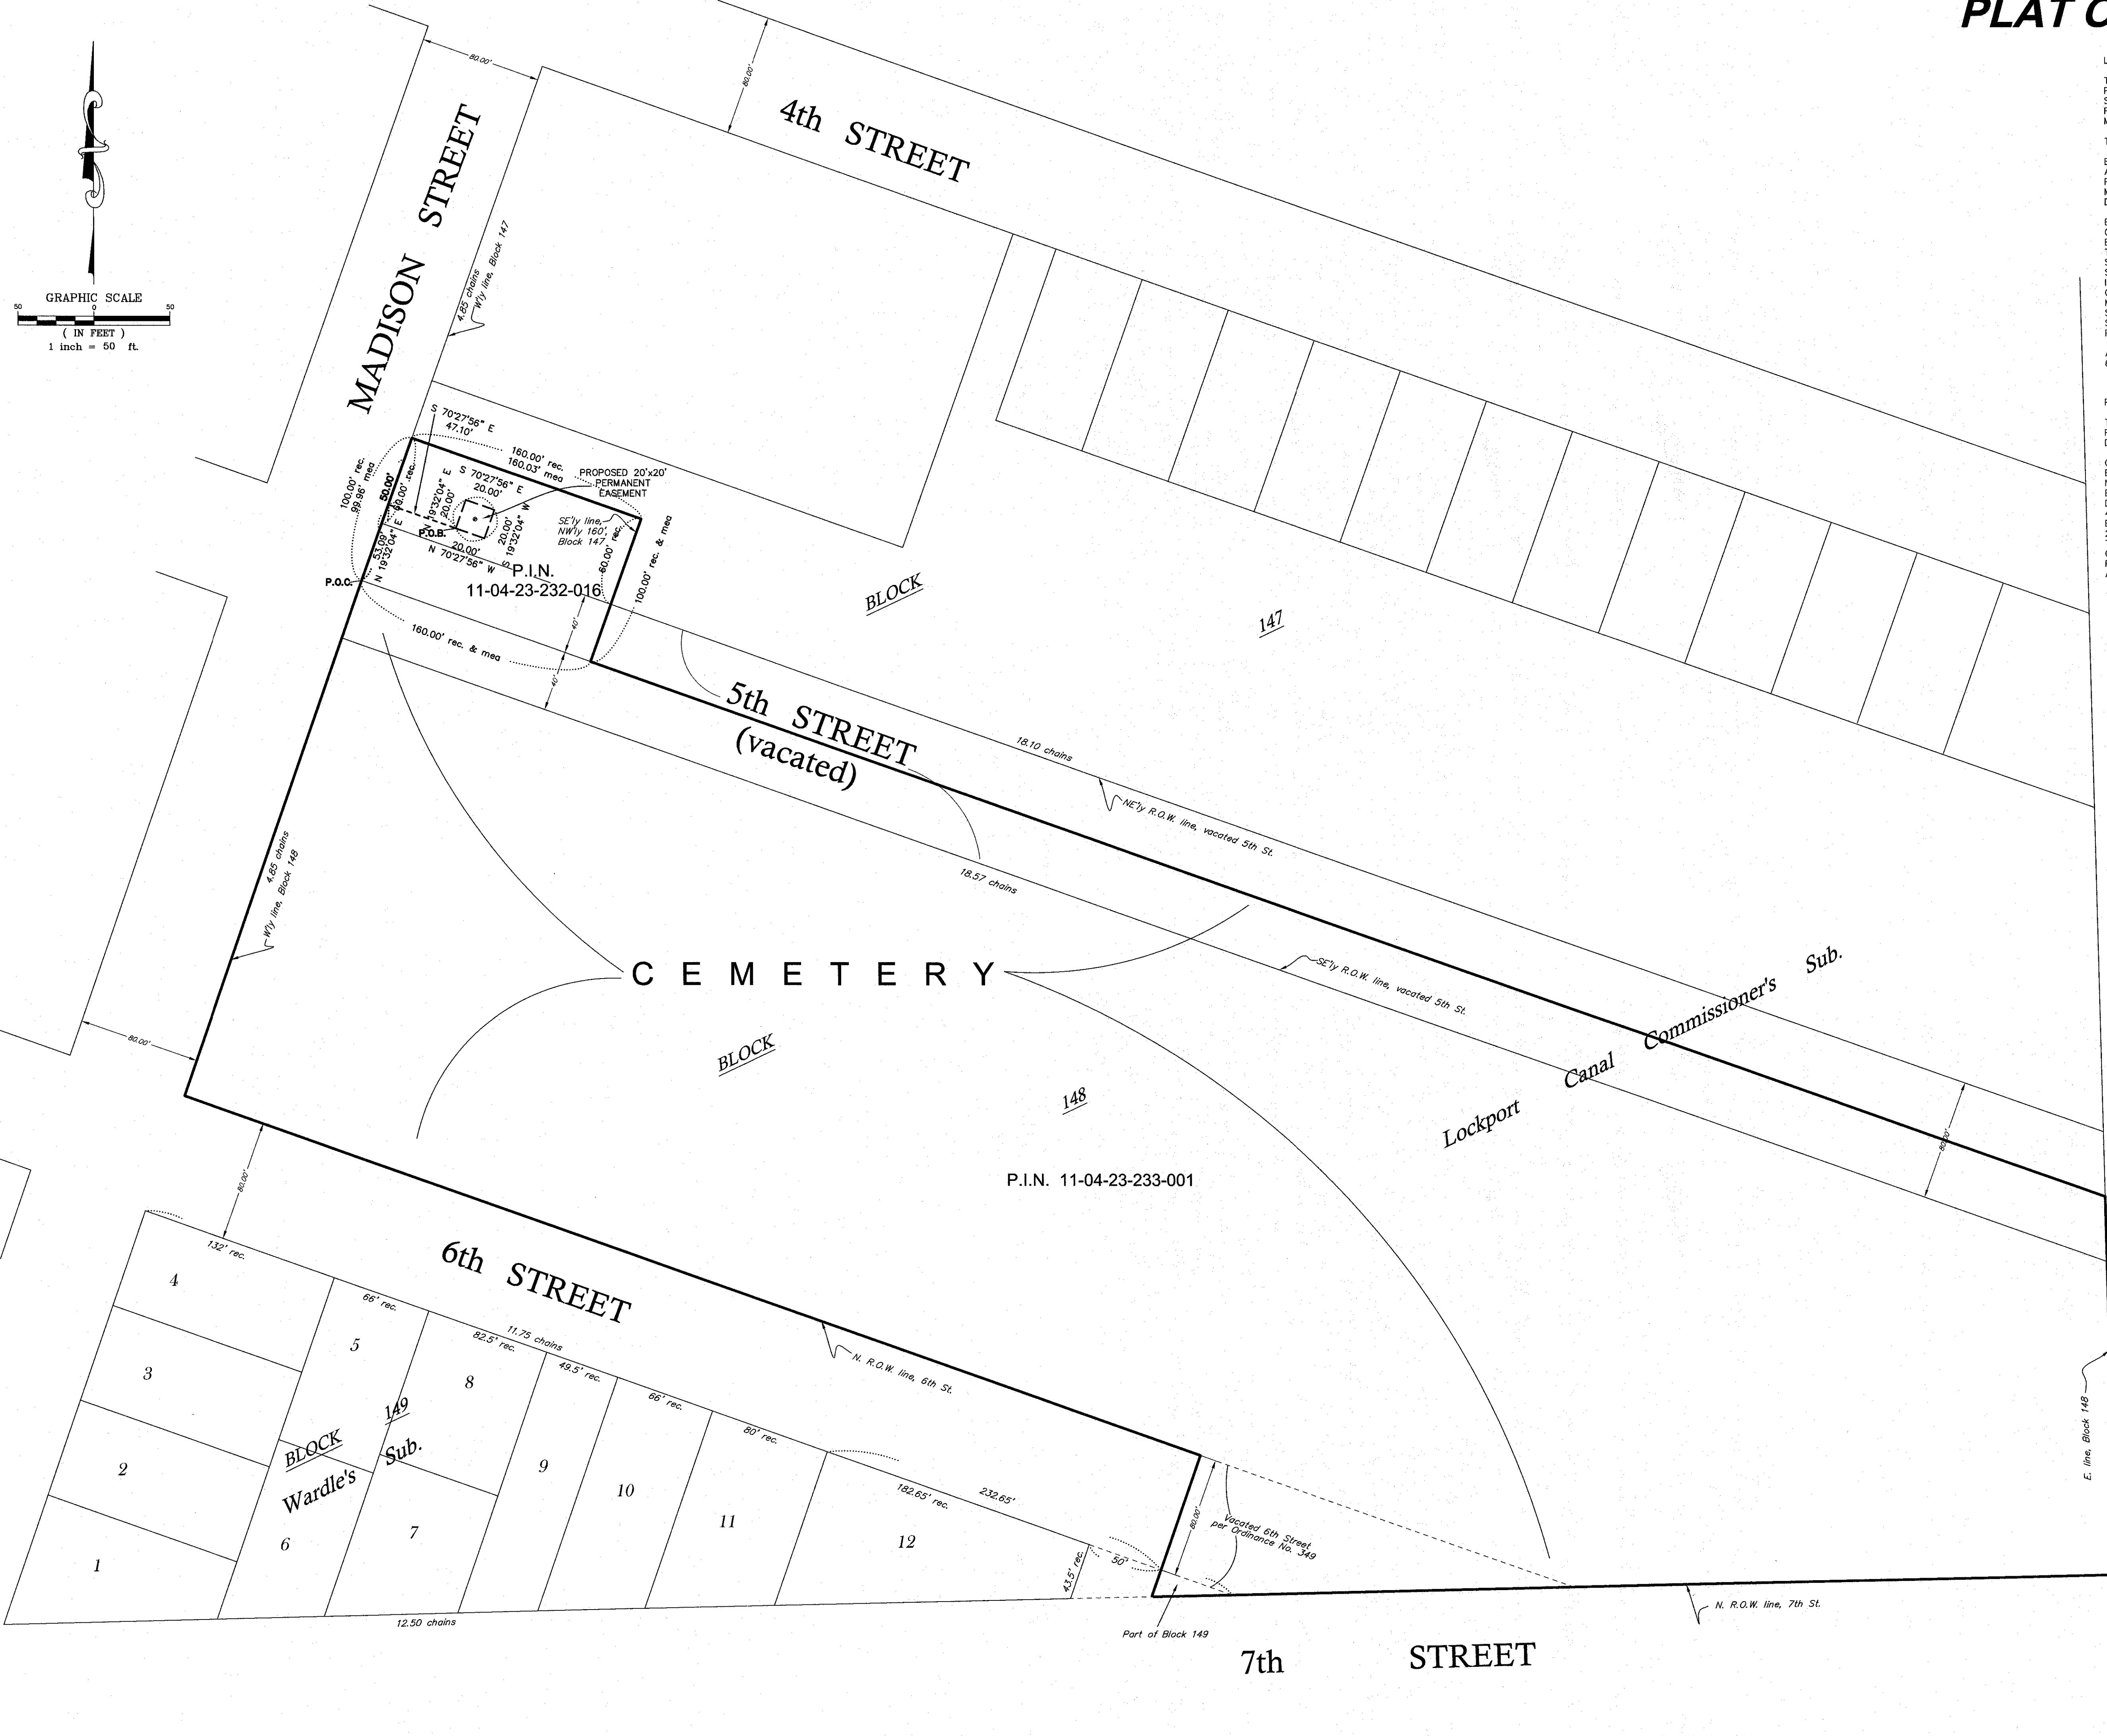 PLAT
80.00'
80.00'
4th STREET
MADISON STREET
GRAPHIC SCALE
50 0 50
( IN FEET )
1 inch = 50 ft.
4.85 chains
W'ly line, Block 147
S 70°27'56" E
47.10'
160.00' rec.
160.03' mea
100.00' rec.
99.96' mea
50.00'
60.00' rec.
N 19°32'04" E
20.00'
S 70°27'56" E
20.00'
PROPOSED 20'x20'
PERMANENT
EASEMENT
SE'ly line,
NW'ly 160',
Block 147
60.00' rec.
100.00' rec. & mea
20.00'
S 19°32'04" W
P.O.B.
20.00'
N 70°27'56" W
53.09'
N 19°32'04" E
P.O.C.
P.I.N.
11-04-23-232-016
40'
160.00' rec. & mea
40'
BLOCK
147
5th STREET
(vacated)
18.10 chains
NE'ly R.O.W. line, vacated 5th St.
18.57 chains
4.85 chains
W'ly line, Block 148
CEMETERY
SE'ly R.O.W. line, vacated 5th St.
Lockport Canal Commissioner's Sub.
80.00'
BLOCK
148
80.00'
80.00'
P.I.N. 11-04-23-233-001
80.00'
6th STREET
132' rec.
66' rec.
11.75 chains
82.5' rec.
49.5' rec.
66' rec.
80' rec.
182.65' rec.
232.65'
N. R.O.W. line, 6th St.
4
3
2
1
5
6
8
7
9
10
11
12
BLOCK 149
Wardle's Sub.
43.5' rec.
50'
80.00'
Vacated 6th Street
per Ordinance No. 349
E. line, Block 148
12.50 chains
Part of Block 149
N. R.O.W. line, 7th St.
7th STREET